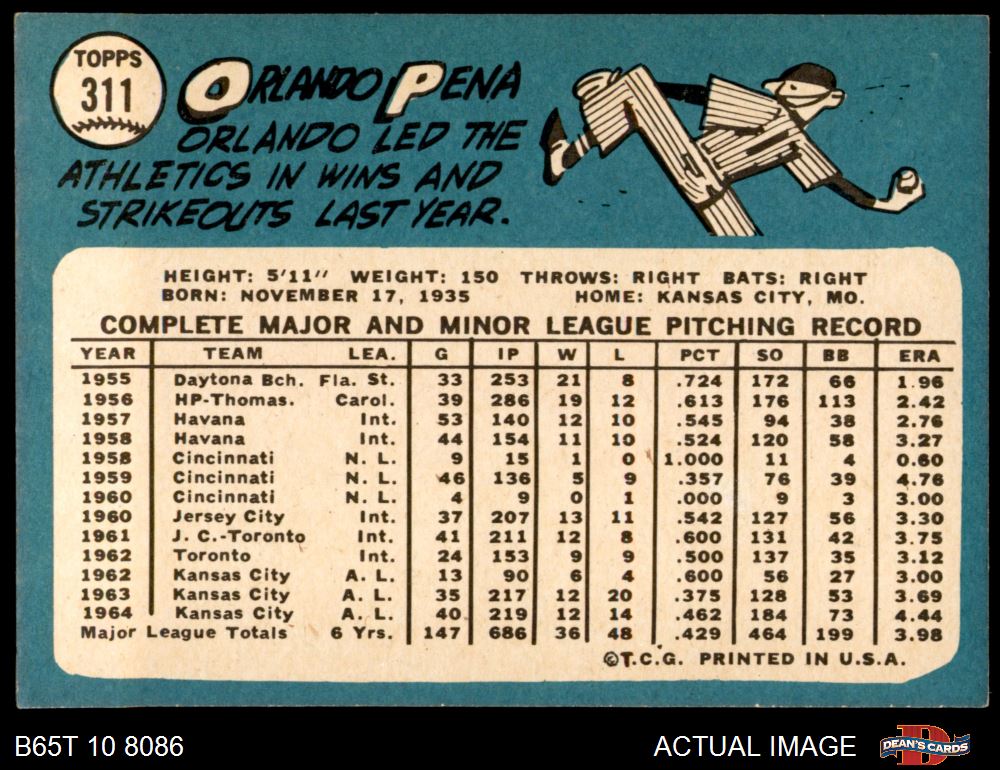 TOPPS
311
ORLANDO PENA
ORLANDO LED THE
ATHLETICS IN WINS AND
STRIKEOUTS LAST YEAR.
HEIGHT: 5'11" WEIGHT: 150 THROWS: RIGHT BATS: RIGHT
BORN: NOVEMBER 17, 1935 HOME: KANSAS CITY, MO.
COMPLETE MAJOR AND MINOR LEAGUE PITCHING RECORD
YEAR TEAM LEA. G IP W L PCT SO BB ERA
1955 Daytona Bch. Fla. St. 33 253 21 8 .724 172 66 1.96
1956 HP-Thomas. Carol. 39 286 19 12 .613 176 113 2.42
1957 Havana Int. 53 140 12 10 .545 94 38 2.76
1958 Havana Int. 44 154 11 10 .524 120 58 3.27
1958 Cincinnati N. L. 9 15 1 0 1.000 11 4 0.60
1959 Cincinnati N. L. 46 136 5 9 .357 76 39 4.76
1960 Cincinnati N. L. 4 9 0 1 .000 9 3 3.00
1960 Jersey City Int. 37 207 13 11 .542 127 56 3.30
1961 J. C.-Toronto Int. 41 211 12 8 .600 131 42 3.75
1962 Toronto Int. 24 153 9 9 .500 137 35 3.12
1962 Kansas City A. L. 13 90 6 4 .600 56 27 3.00
1963 Kansas City A. L. 35 217 12 20 .375 128 53 3.69
1964 Kansas City A. L. 40 219 12 14 .462 184 73 4.44
Major League Totals 6 Yrs. 147 686 36 48 .429 464 199 3.98
©T.C.G. PRINTED IN U.S.A.
B65T 10 8086 ACTUAL IMAGE DEAN'S CARDS